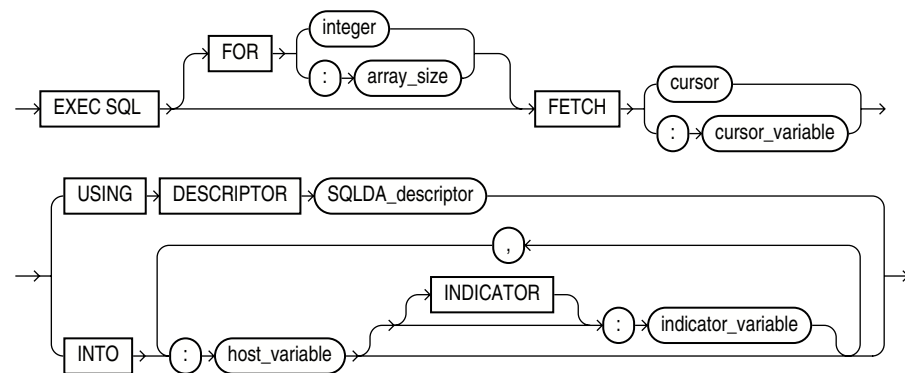 integer
FOR
: array_size
EXEC SQL
FETCH
cursor
: cursor_variable
USING DESCRIPTOR SQLDA_descriptor
,
INDICATOR
: indicator_variable
INTO : host_variable